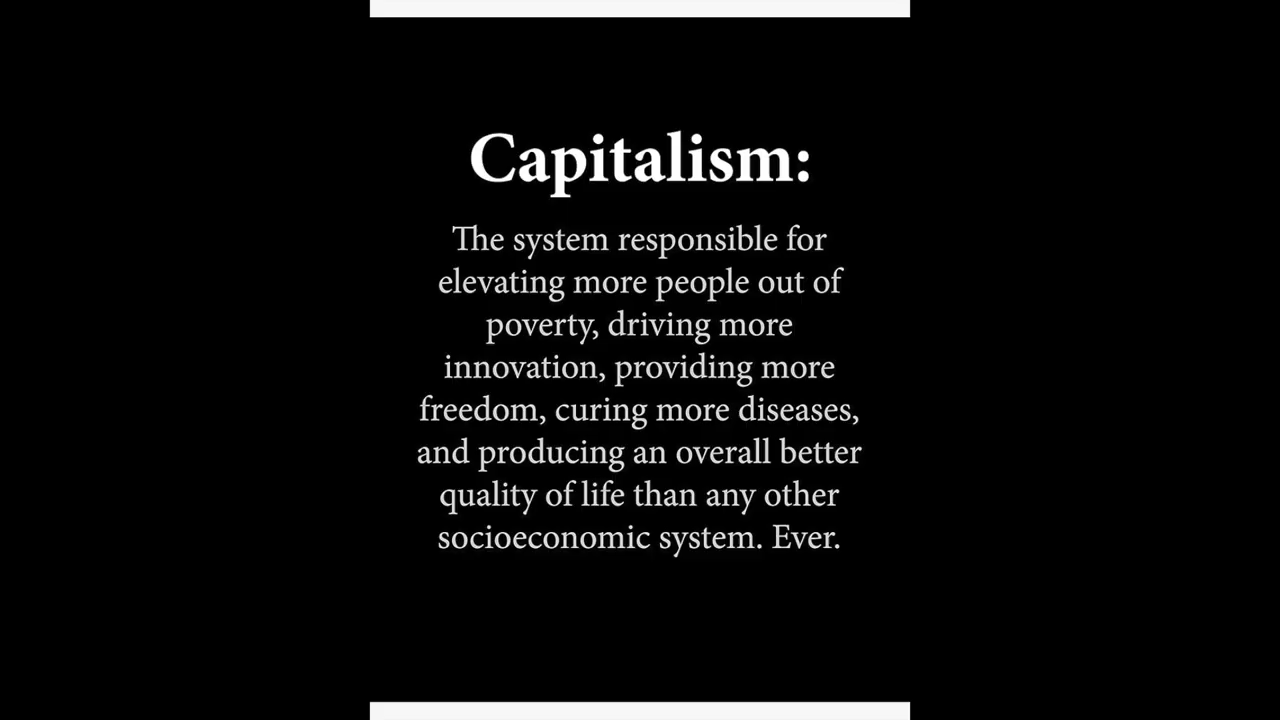 Capitalism:
The system responsible for
elevating more people out of
poverty, driving more
innovation, providing more
freedom, curing more diseases,
and producing an overall better
quality of life than any other
socioeconomic system. Ever.